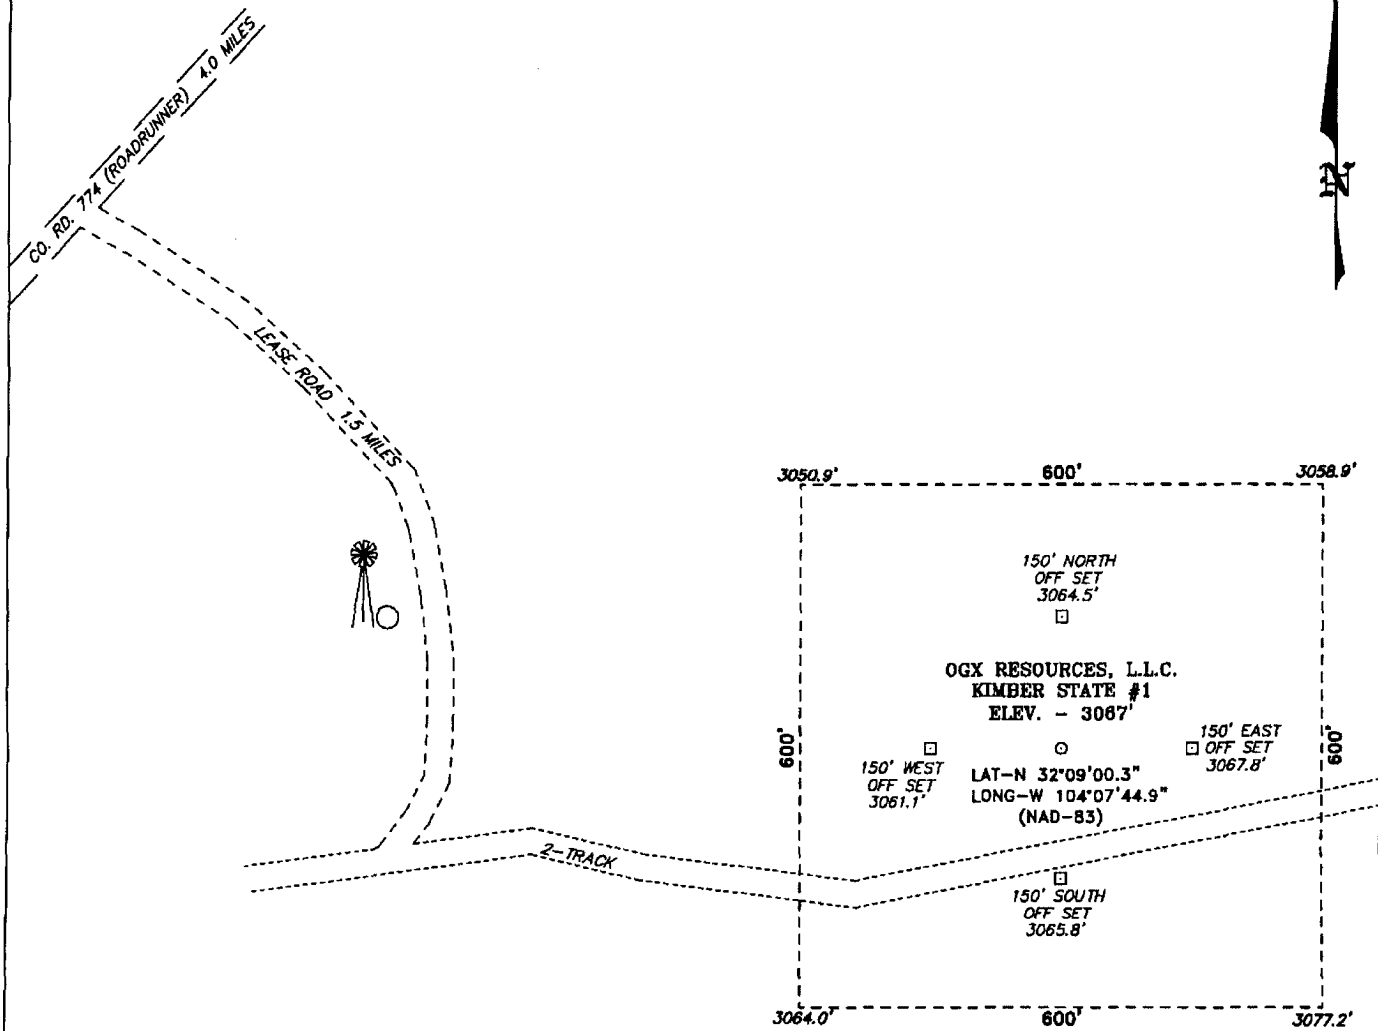 CO. RD. 774 (ROADRUNNER) 4.0 MILES
N
LEASE ROAD 1.5 MILES
3050.9'
600'
3058.9'
150' NORTH
OFF SET
3064.5'
OGX RESOURCES, L.L.C.
KIMBER STATE #1
ELEV. - 3067'
600'
150' WEST
OFF SET
3061.1'
LAT-N 32°09'00.3"
LONG-W 104°07'44.9"
(NAD-83)
150' EAST
OFF SET
3067.8'
600'
2-TRACK
150' SOUTH
OFF SET
3065.8'
3064.0'
600'
3077.2'